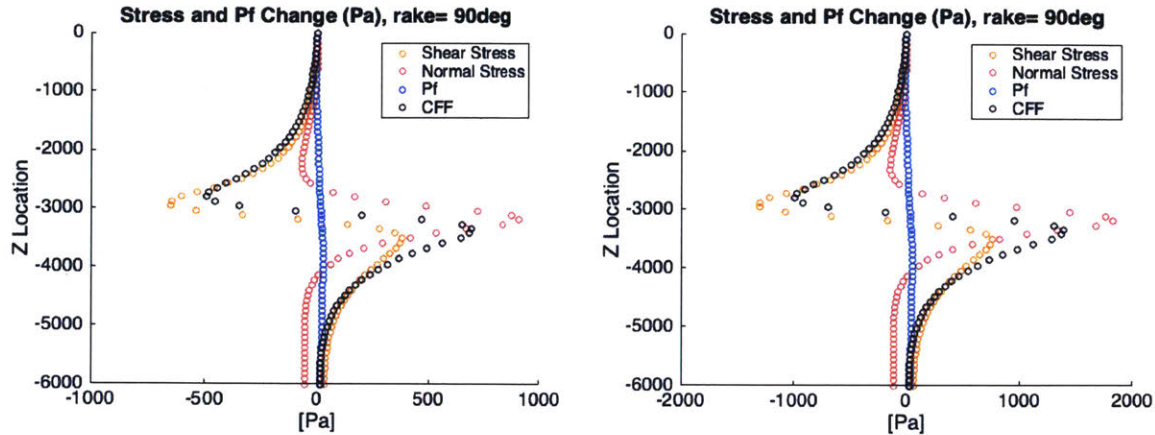 Stress and Pf Change (Pa), rake= 90deg
0
-1000
-2000
-3000
-4000
-5000
-6000
Z Location
Shear Stress
Normal Stress
Pf
CFF
-1000
-500
0
500
1000
[Pa]
Stress and Pf Change (Pa), rake= 90deg
0
-1000
-2000
-3000
-4000
-5000
-6000
Z Location
Shear Stress
Normal Stress
Pf
CFF
-2000
-1000
0
1000
2000
[Pa]